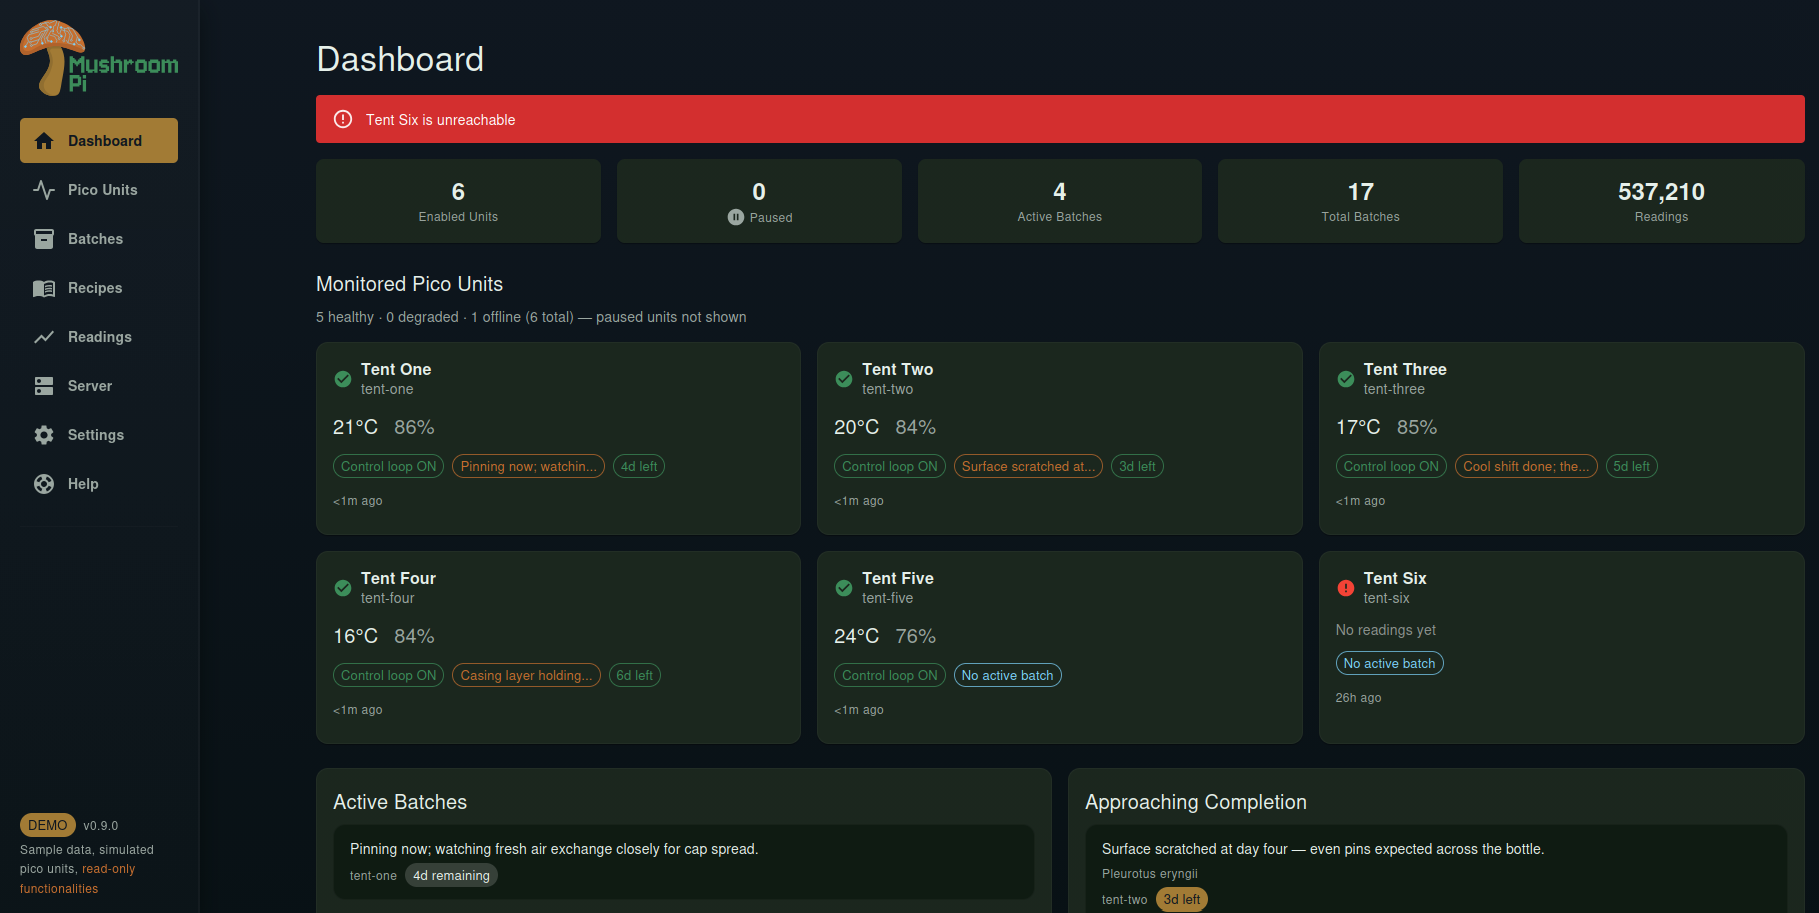 Mushroom
Pi
Dashboard
Pico Units
Batches
Recipes
Readings
Server
Settings
Help
DEMO v0.9.0
Sample data, simulated
pico units, read-only
functionalities
Dashboard
Tent Six is unreachable
6
Enabled Units
0
Paused
4
Active Batches
17
Total Batches
537,210
Readings
Monitored Pico Units
5 healthy · 0 degraded · 1 offline (6 total) — paused units not shown
Tent One
tent-one
21°C 86%
Control loop ON Pinning now; watchin... 4d left
<1m ago
Tent Two
tent-two
20°C 84%
Control loop ON Surface scratched at... 3d left
<1m ago
Tent Three
tent-three
17°C 85%
Control loop ON Cool shift done; the... 5d left
<1m ago
Tent Four
tent-four
16°C 84%
Control loop ON Casing layer holding... 6d left
<1m ago
Tent Five
tent-five
24°C 76%
Control loop ON No active batch
<1m ago
Tent Six
tent-six
No readings yet
No active batch
26h ago
Active Batches
Pinning now; watching fresh air exchange closely for cap spread.
tent-one 4d remaining
Approaching Completion
Surface scratched at day four — even pins expected across the bottle.
Pleurotus eryngii
tent-two 3d left